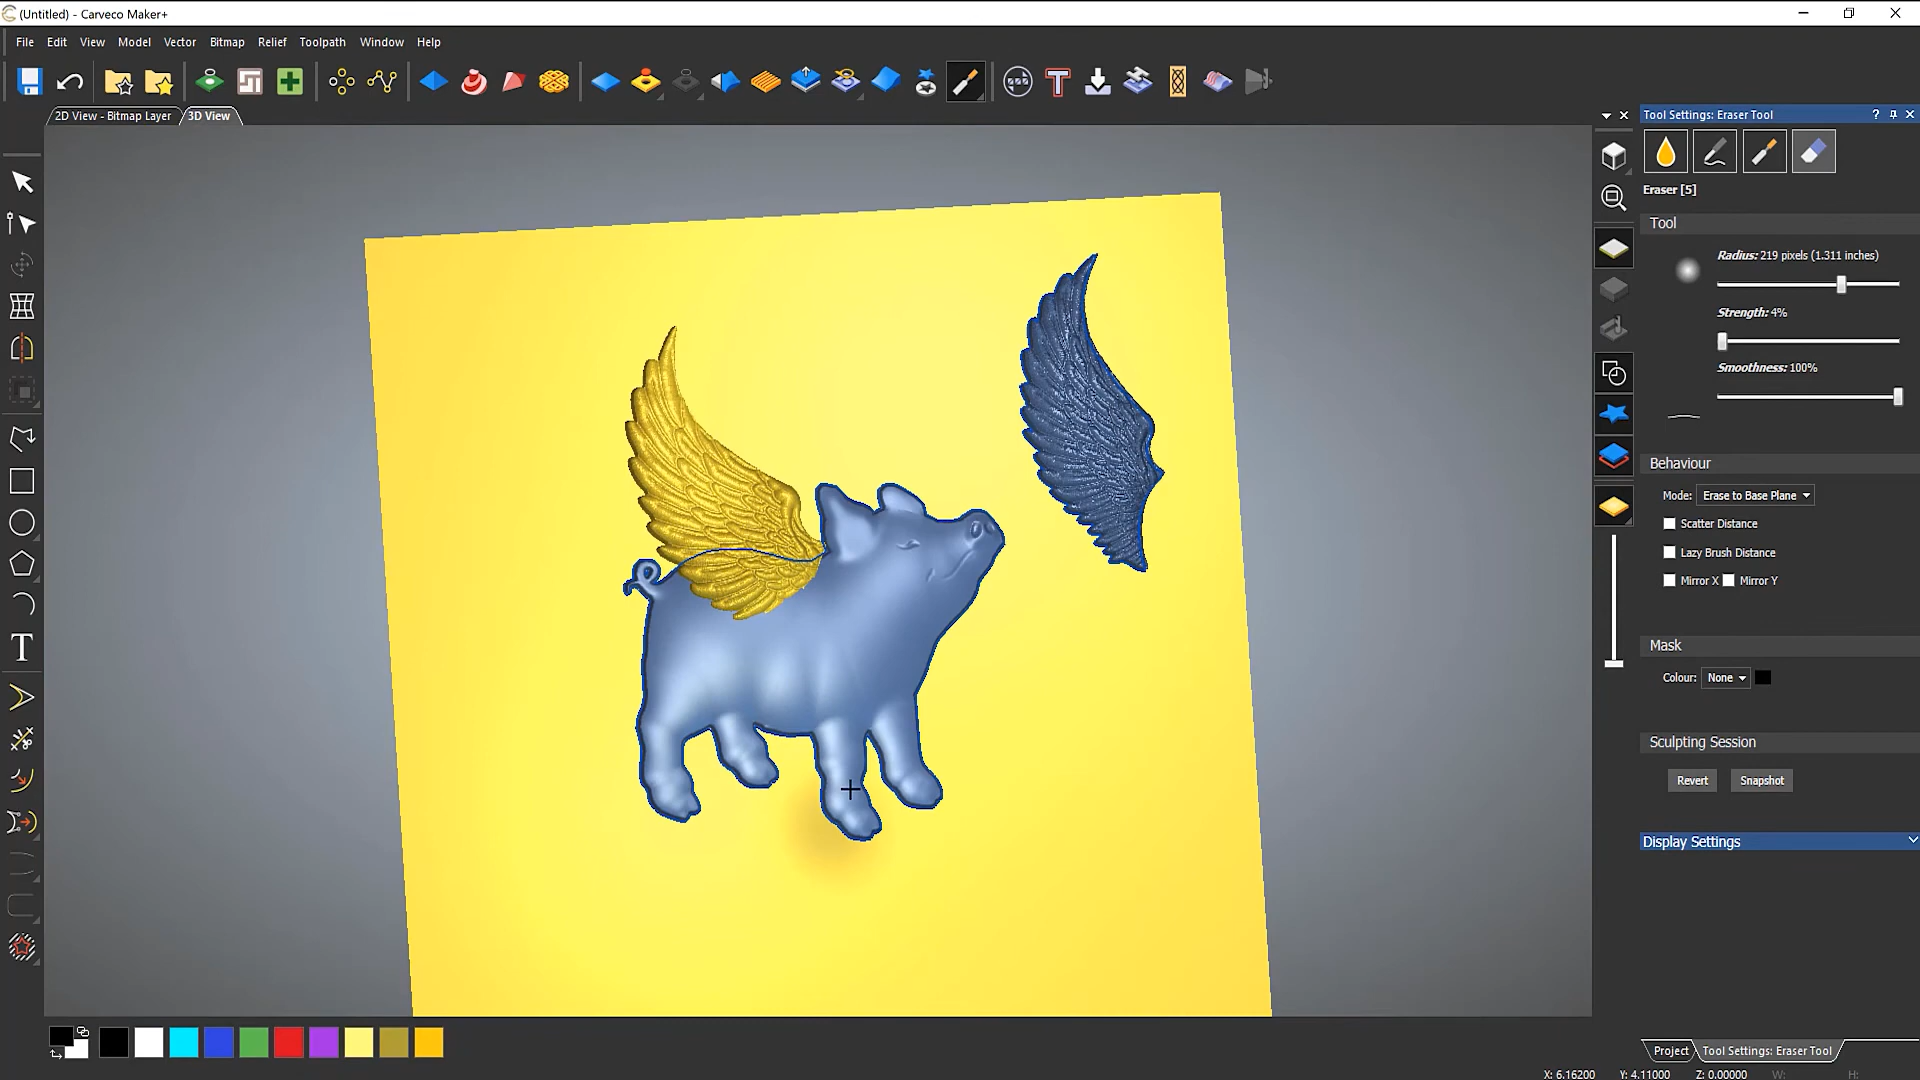 (Untitled) - Carveco Maker+
File Edit View Model Vector Bitmap Relief Toolpath Window Help
2D View - Bitmap Layer 3D View
Tool Settings: Eraser Tool
Eraser [5]
Tool
Radius: 219 pixels (1.311 inches)
Strength: 4%
Smoothness: 100%
Behaviour
Mode: Erase to Base Plane
Scatter Distance
Lazy Brush Distance
Mirror X Mirror Y
Mask
Colour: None
Sculpting Session
Revert Snapshot
Display Settings
Project Tool Settings: Eraser Tool
X: 6.16200 Y: 4.11000 Z: 0.00000 W: H: